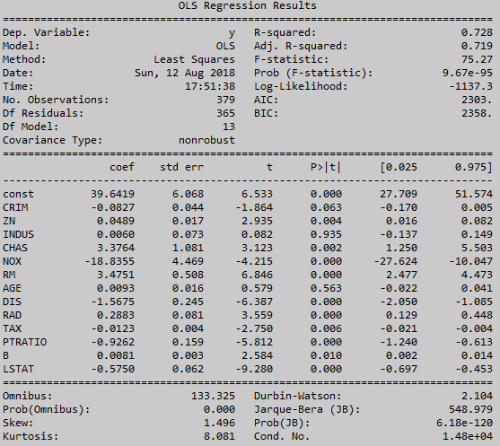 OLS Regression Results
Dep. Variable: y R-squared: 0.728
Model: OLS Adj. R-squared: 0.719
Method: Least Squares F-statistic: 75.27
Date: Sun, 12 Aug 2018 Prob (F-statistic): 9.67e-95
Time: 17:51:38 Log-Likelihood: -1137.3
No. Observations: 379 AIC: 2303.
Df Residuals: 365 BIC: 2358.
Df Model: 13
Covariance Type: nonrobust
coef std err t P>|t| [0.025 0.975]
const 39.6419 6.068 6.533 0.000 27.709 51.574
CRIM -0.0827 0.044 -1.864 0.063 -0.170 0.005
ZN 0.0489 0.017 2.935 0.004 0.016 0.082
INDUS 0.0060 0.073 0.082 0.935 -0.137 0.149
CHAS 3.3764 1.081 3.123 0.002 1.250 5.503
NOX -18.8355 4.469 -4.215 0.000 -27.624 -10.047
RM 3.4751 0.508 6.846 0.000 2.477 4.473
AGE 0.0093 0.016 0.579 0.563 -0.022 0.041
DIS -1.5675 0.245 -6.387 0.000 -2.050 -1.085
RAD 0.2883 0.081 3.559 0.000 0.129 0.448
TAX -0.0123 0.004 -2.750 0.006 -0.021 -0.004
PTRATIO -0.9262 0.159 -5.812 0.000 -1.240 -0.613
B 0.0081 0.003 2.584 0.010 0.002 0.014
LSTAT -0.5750 0.062 -9.280 0.000 -0.697 -0.453
Omnibus: 133.325 Durbin-Watson: 2.104
Prob(Omnibus): 0.000 Jarque-Bera (JB): 548.979
Skew: 1.496 Prob(JB): 6.18e-120
Kurtosis: 8.081 Cond. No. 1.48e+04